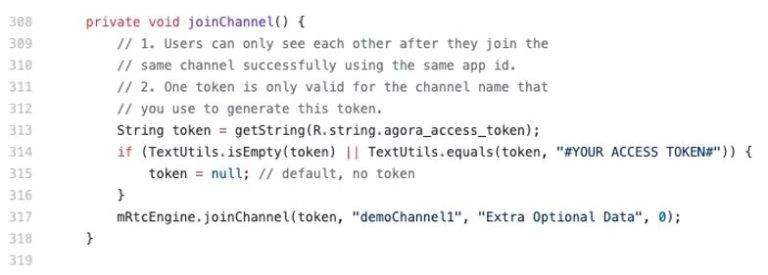 308 private void joinChannel() {
309 // 1. Users can only see each other after they join the
310 // same channel successfully using the same app id.
311 // 2. One token is only valid for the channel name that
312 // you use to generate this token.
313 String token = getString(R.string.agora_access_token);
314 if (TextUtils.isEmpty(token) || TextUtils.equals(token, "#YOUR ACCESS TOKEN#")) {
315 token = null; // default, no token
316 }
317 mRtcEngine.joinChannel(token, "demoChannel1", "Extra Optional Data", 0);
318 }
319